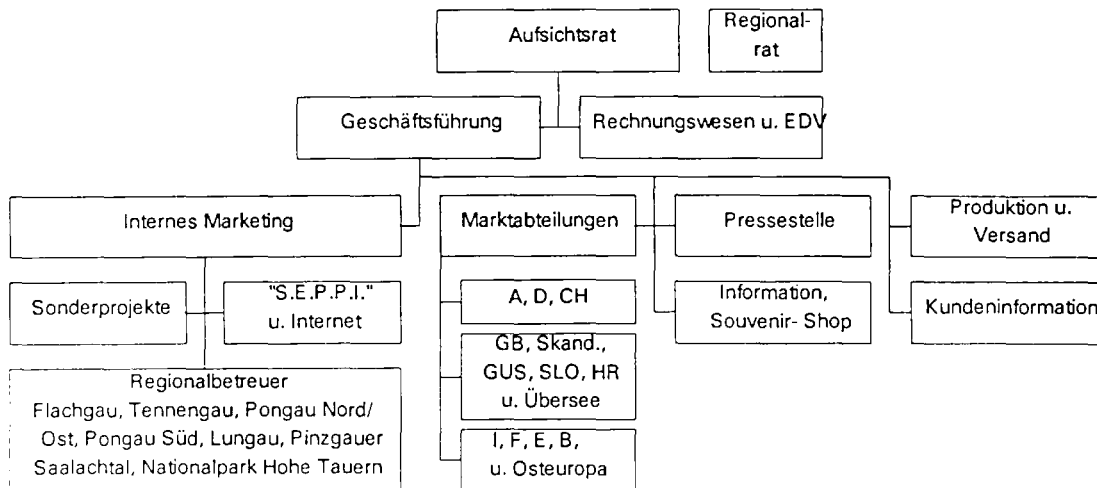 Aufsichtsrat
Regional-
rat
Geschäftsführung
Rechnungswesen u. EDV
Internes Marketing
Marktabteilungen
Pressestelle
Produktion u.
Versand
Sonderprojekte
"S.E.P.P.I."
u. Internet
A, D, CH
Information,
Souvenir- Shop
Kundeninformation
GB, Skand.,
GUS, SLO, HR
u. Übersee
Regionalbetreuer
Flachgau, Tennengau, Pongau Nord/
Ost, Pongau Süd, Lungau, Pinzgauer
Saalachtal, Nationalpark Hohe Tauern
I, F, E, B,
u. Osteuropa